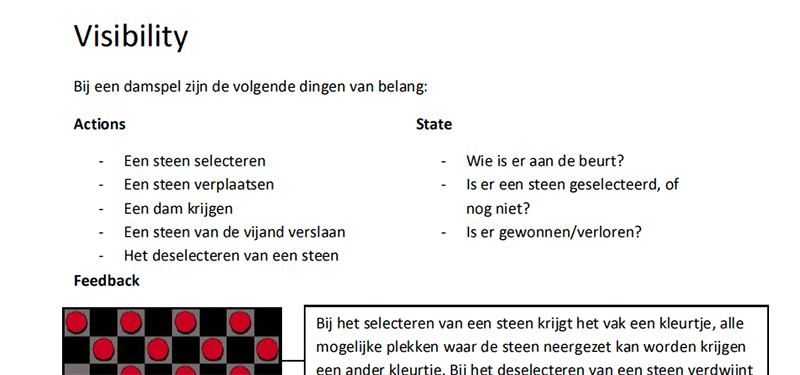 Visibility
Bij een damspel zijn de volgende dingen van belang:
Actions
- Een steen selecteren
- Een steen verplaatsen
- Een dam krijgen
- Een steen van de vijand verslaan
- Het deselecteren van een steen
State
- Wie is er aan de beurt?
- Is er een steen geselecteerd, of
nog niet?
- Is er gewonnen/verloren?
Feedback
Bij het selecteren van een steen krijgt het vak een kleurtje, alle
mogelijke plekken waar de steen neergezet kan worden krijgen
een ander kleurtje. Bij het deselecteren van een steen verdwijnt